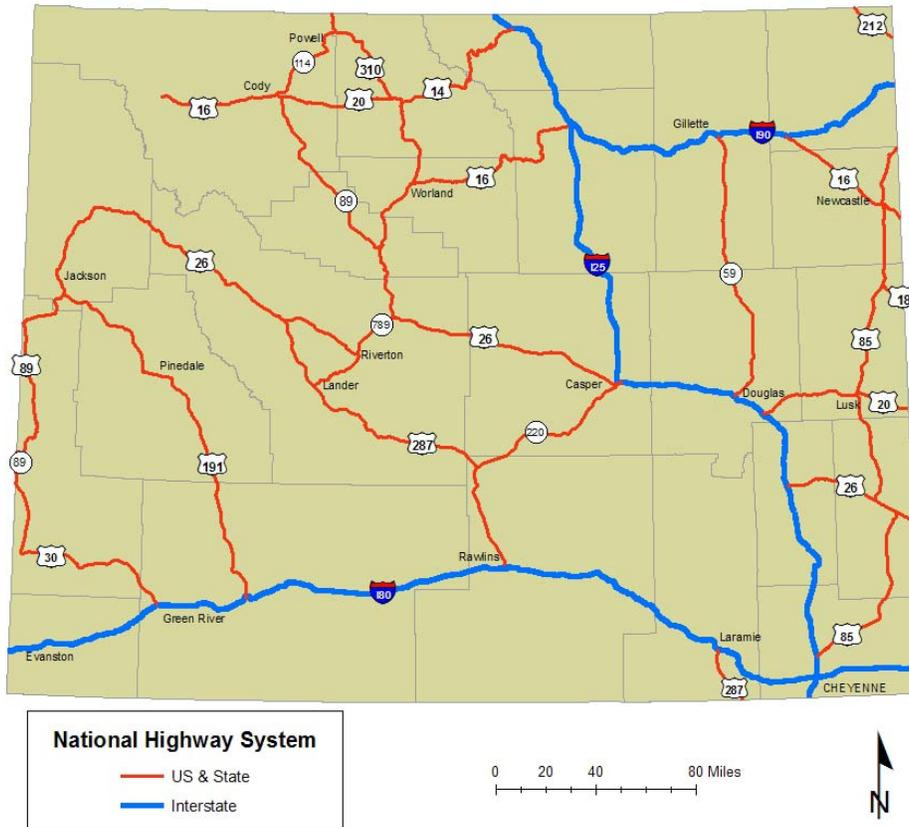 212
Powell
114
310
Cody
16
20
14
Gillette
I90
Worland
16
16
Newcastle
89
26
Jackson
I25
59
18
789
26
85
89
Riverton
Pinedale
Lander
Casper
Douglas
Lusk
20
220
287
89
191
26
Rawlins
30
I80
Green River
Laramie
85
Evanston
287
CHEYENNE
National Highway System
US & State
Interstate
0 20 40 80 Miles
N